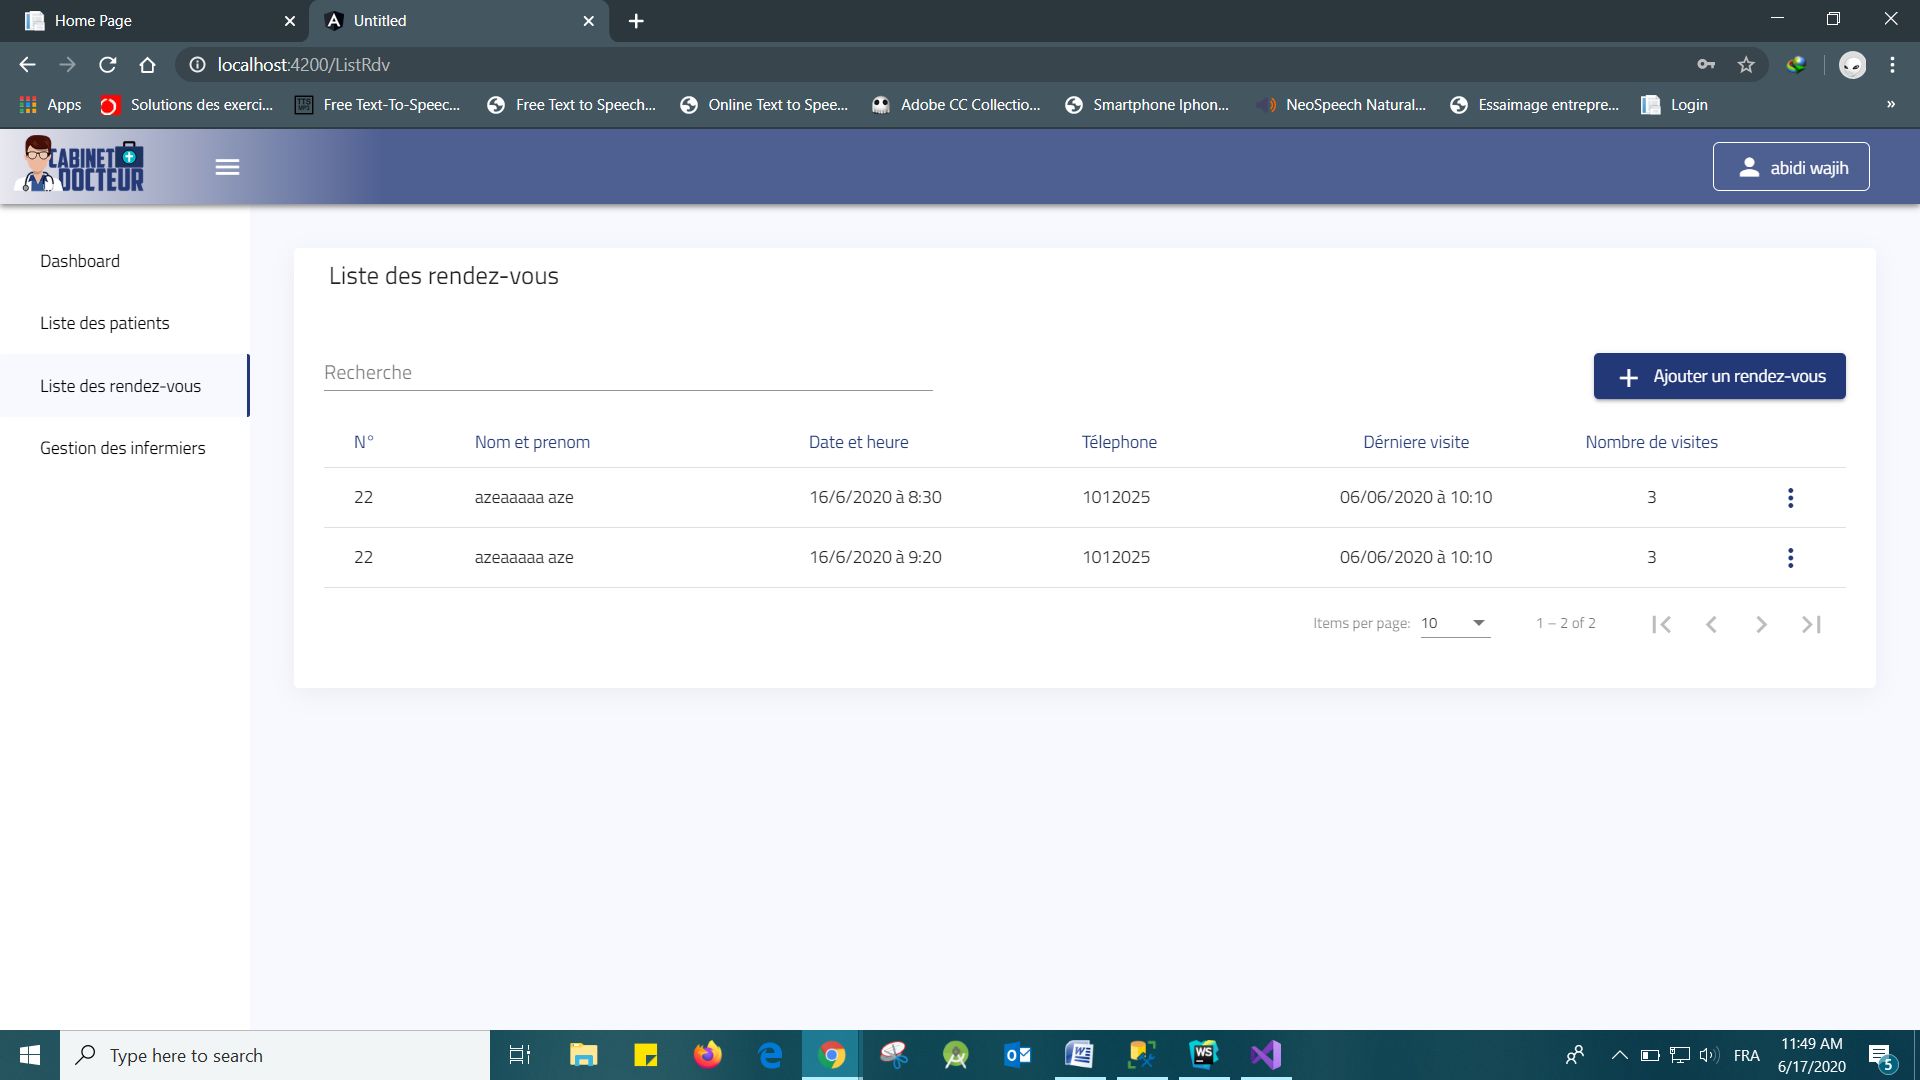 Home Page
Untitled
localhost:4200/ListRdv
Apps
Solutions des exerci...
Free Text-To-Speec...
Free Text to Speech...
Online Text to Spee...
Adobe CC Collectio...
Smartphone Iphon...
NeoSpeech Natural...
Essaimage entrepre...
Login
»
CABINET
DOCTEUR
abidi wajih
Dashboard
Liste des patients
Liste des rendez-vous
Gestion des infermiers
Liste des rendez-vous
Recherche
Ajouter un rendez-vous
N° Nom et prenom Date et heure Télephone Dérniere visite Nombre de visites
22 azeaaaaa aze 16/6/2020 à 8:30 1012025 06/06/2020 à 10:10 3
22 azeaaaaa aze 16/6/2020 à 9:20 1012025 06/06/2020 à 10:10 3
Items per page: 10 1 – 2 of 2
Type here to search
FRA
11:49 AM
6/17/2020
5